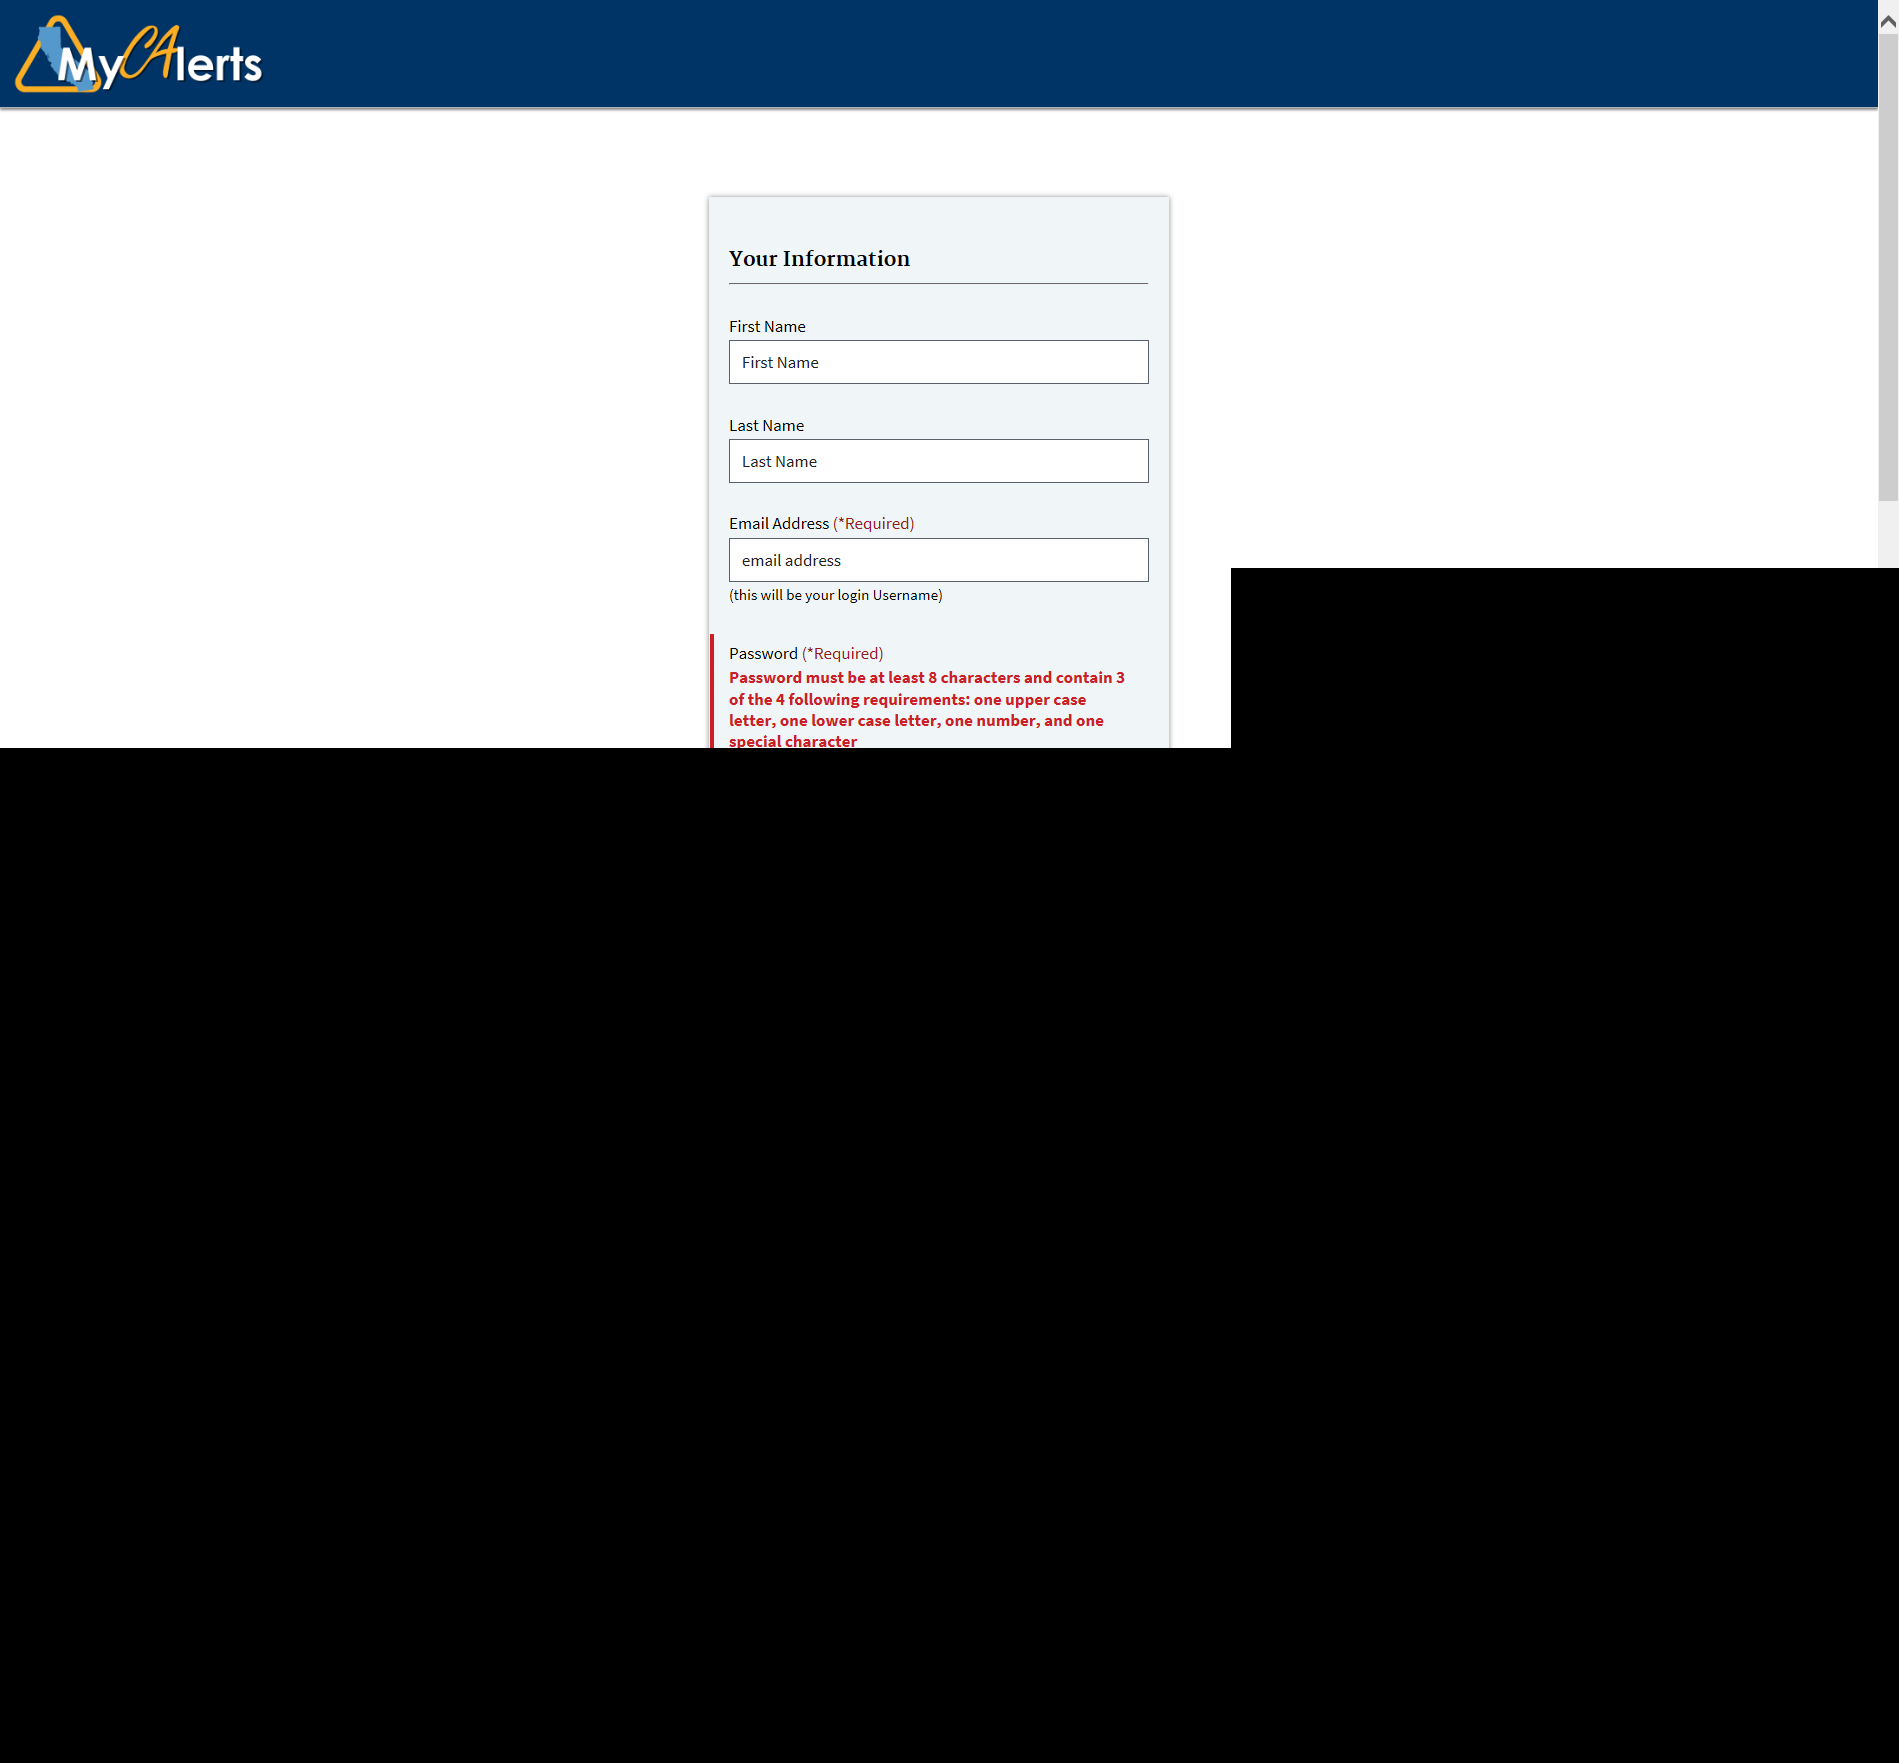 MyCAlerts
Your Information
First Name
First Name
Last Name
Last Name
Email Address (*Required)
email address
(this will be your login Username)
Password (*Required)
Password must be at least 8 characters and contain 3
of the 4 following requirements: one upper case
letter, one lower case letter, one number, and one
special character